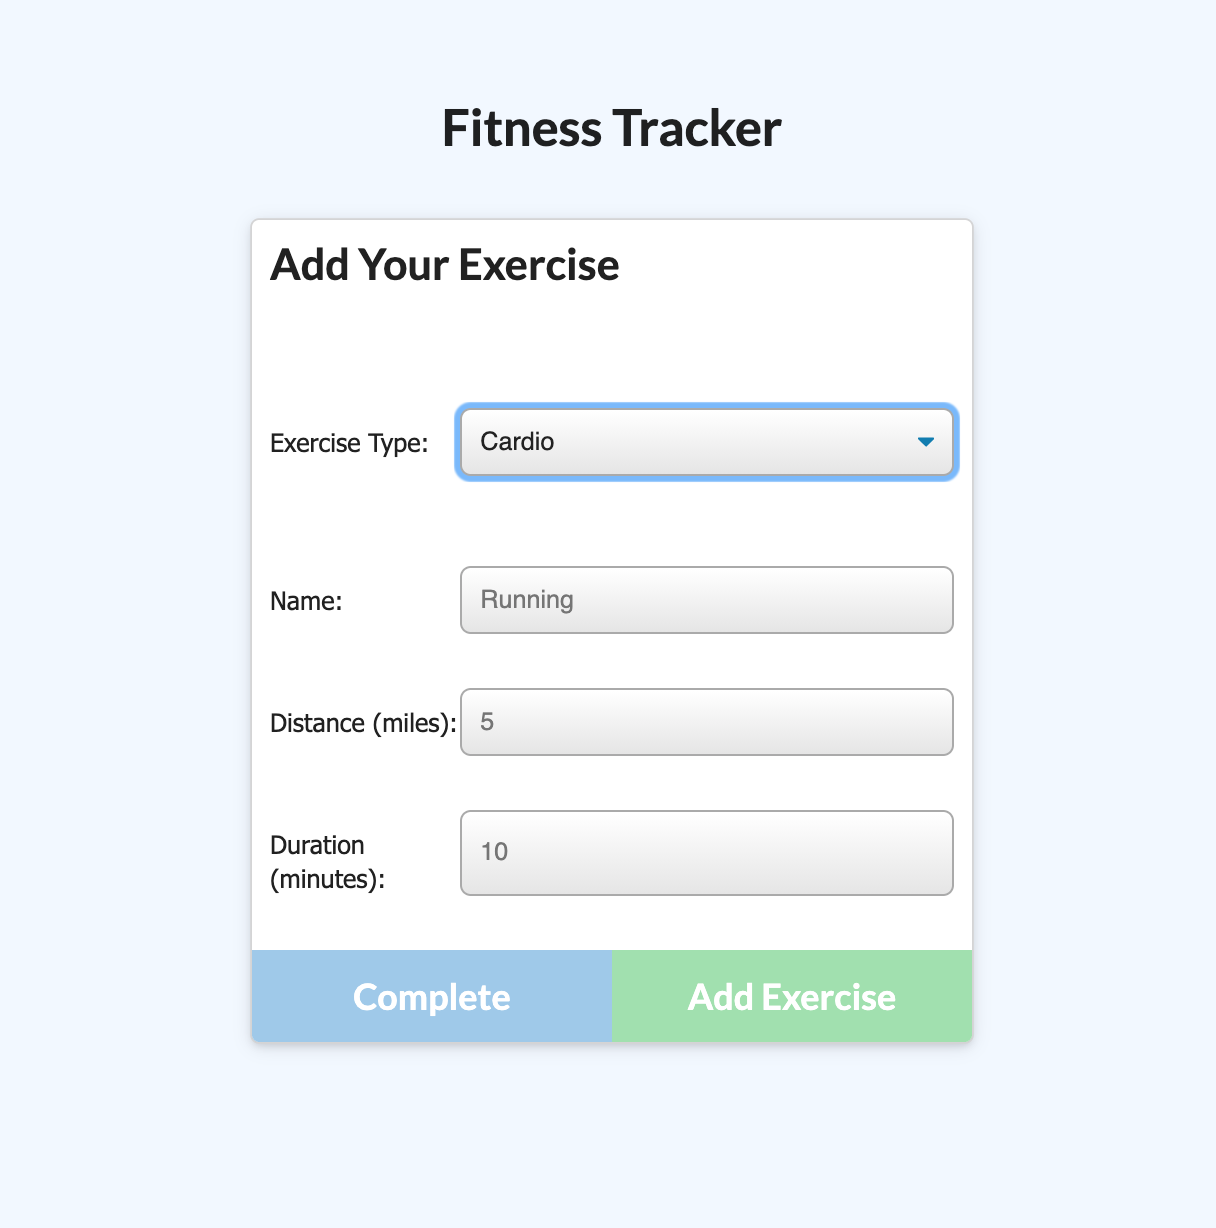 Fitness Tracker
Add Your Exercise
Exercise Type: Cardio
Name: Running
Distance (miles): 5
Duration
(minutes): 10
Complete Add Exercise